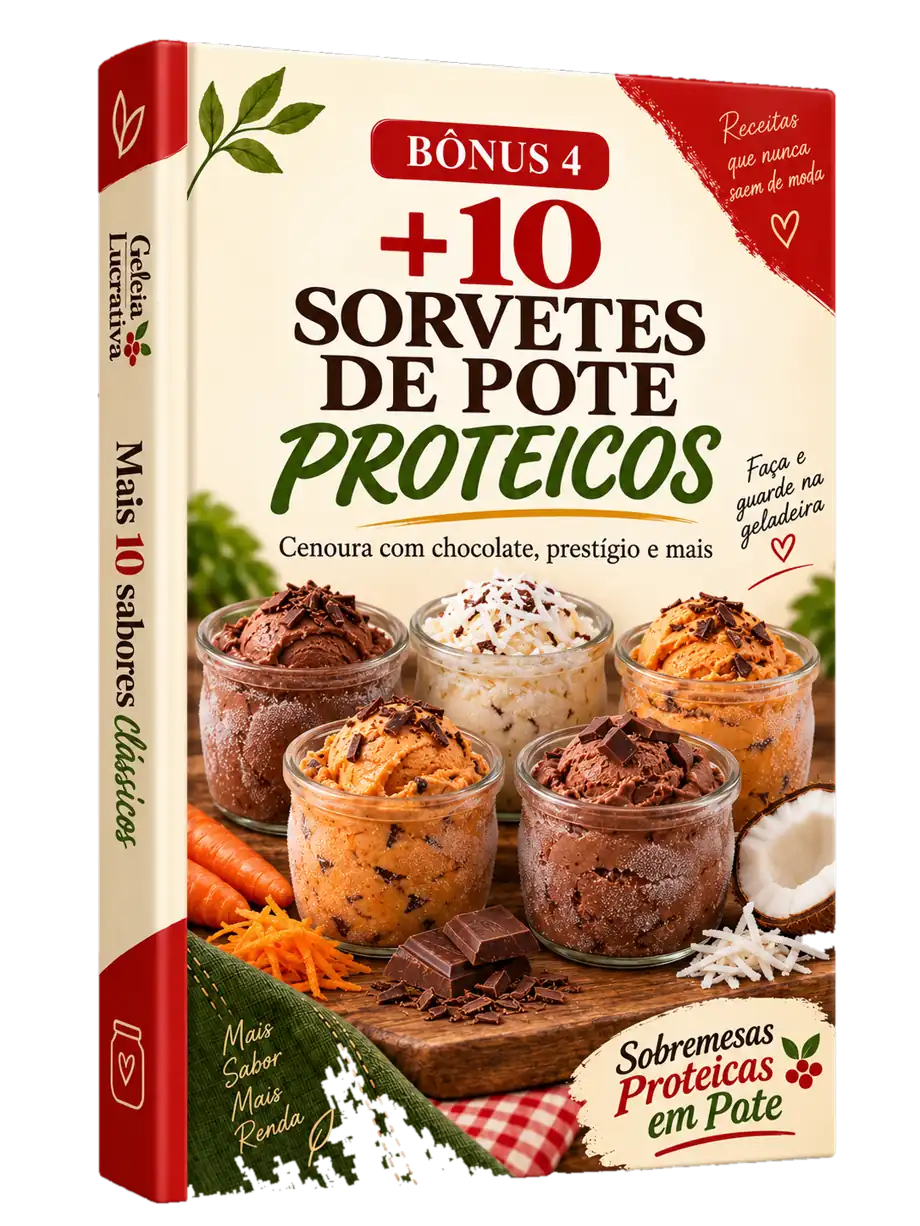 BÔNUS 4
+10
SORVETES
DE POTE
PROTEICOS
Cenoura com chocolate, prestígio e mais
Receitas
que nunca
saem de moda
Faça e
guarde na
geladeira
Mais
Sabor
Mais
Renda
Sobremesas
Proteicas
em Pote
Geleia
Lucrativa
Mais 10 sabores clássicos